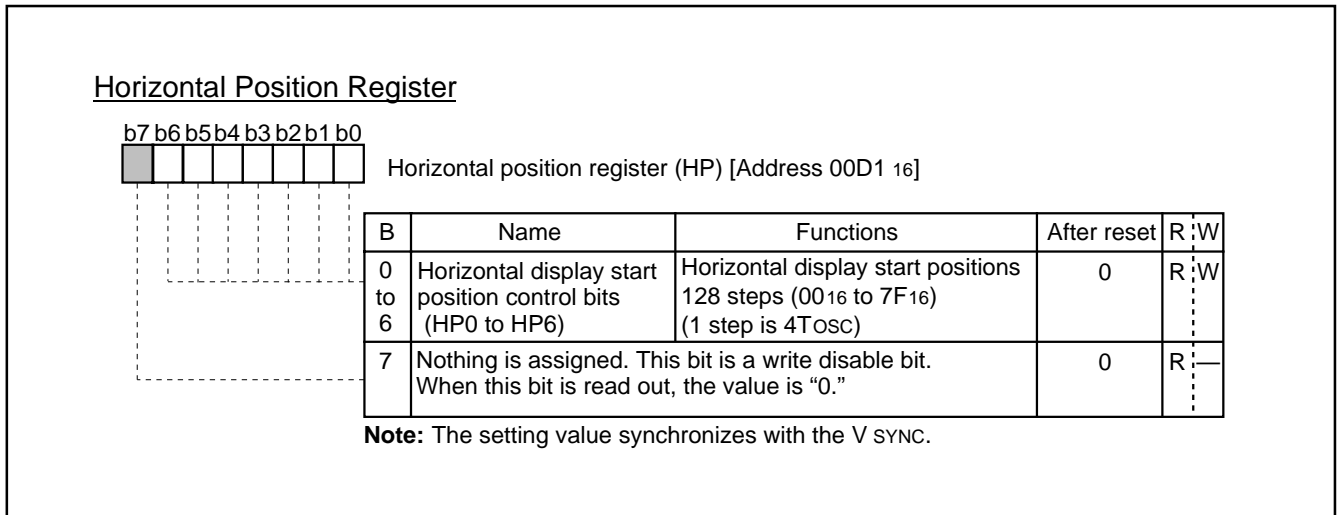 Horizontal Position Register
b7 b6 b5 b4 b3 b2 b1 b0
Horizontal position register (HP) [Address 00D1 16]
B Name Functions After reset R W
0 to 6 Horizontal display start position control bits (HP0 to HP6) Horizontal display start positions 128 steps (0016 to 7F16) (1 step is 4TOSC) 0 R W
7 Nothing is assigned. This bit is a write disable bit. When this bit is read out, the value is “0.” 0 R —
Note: The setting value synchronizes with the V SYNC.